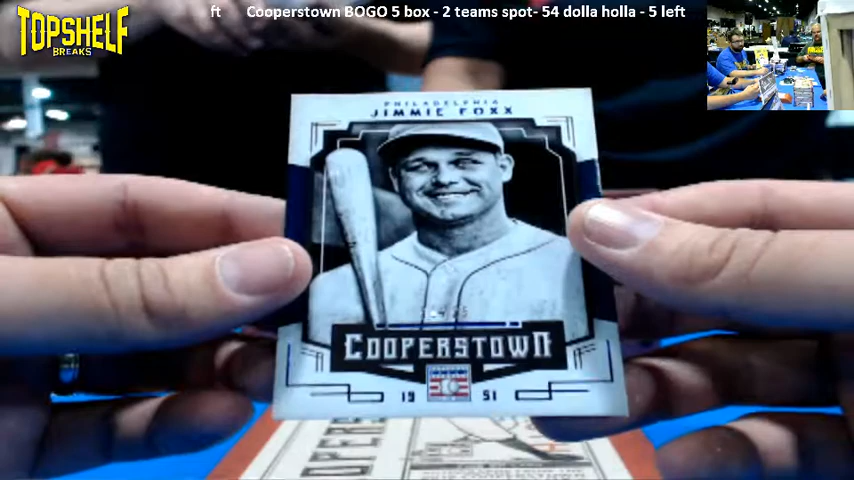 TOPSHELF
BREAKS
ft Cooperstown BOGO 5 box - 2 teams spot- 54 dolla holla - 5 left
PHILADELPHIA
JIMMIE FOXX
COOPERSTOWN
19 51